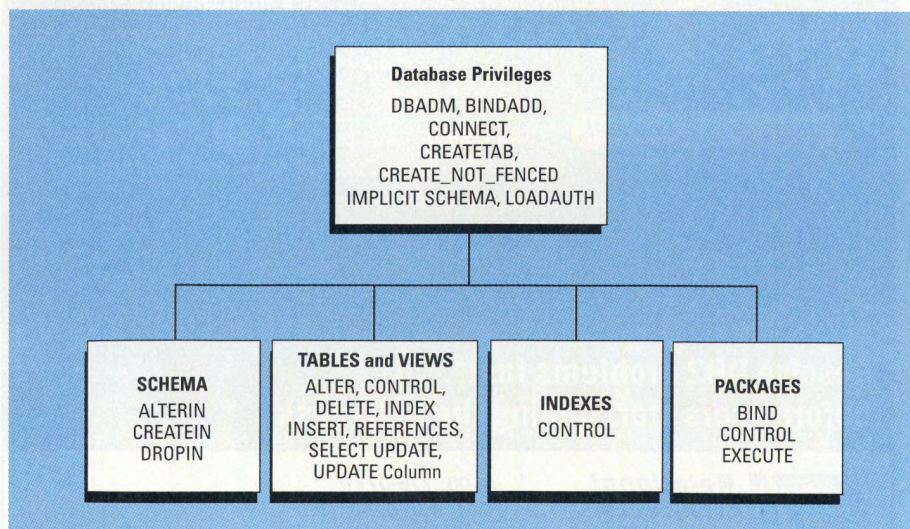 Database Privileges
DBADM, BINDADD,
CONNECT,
CREATETAB,
CREATE_NOT_FENCED
IMPLICIT SCHEMA, LOADAUTH
SCHEMA
ALTERIN
CREATEIN
DROPIN
TABLES and VIEWS
ALTER, CONTROL,
DELETE, INDEX
INSERT, REFERENCES,
SELECT UPDATE,
UPDATE Column
INDEXES
CONTROL
PACKAGES
BIND
CONTROL
EXECUTE